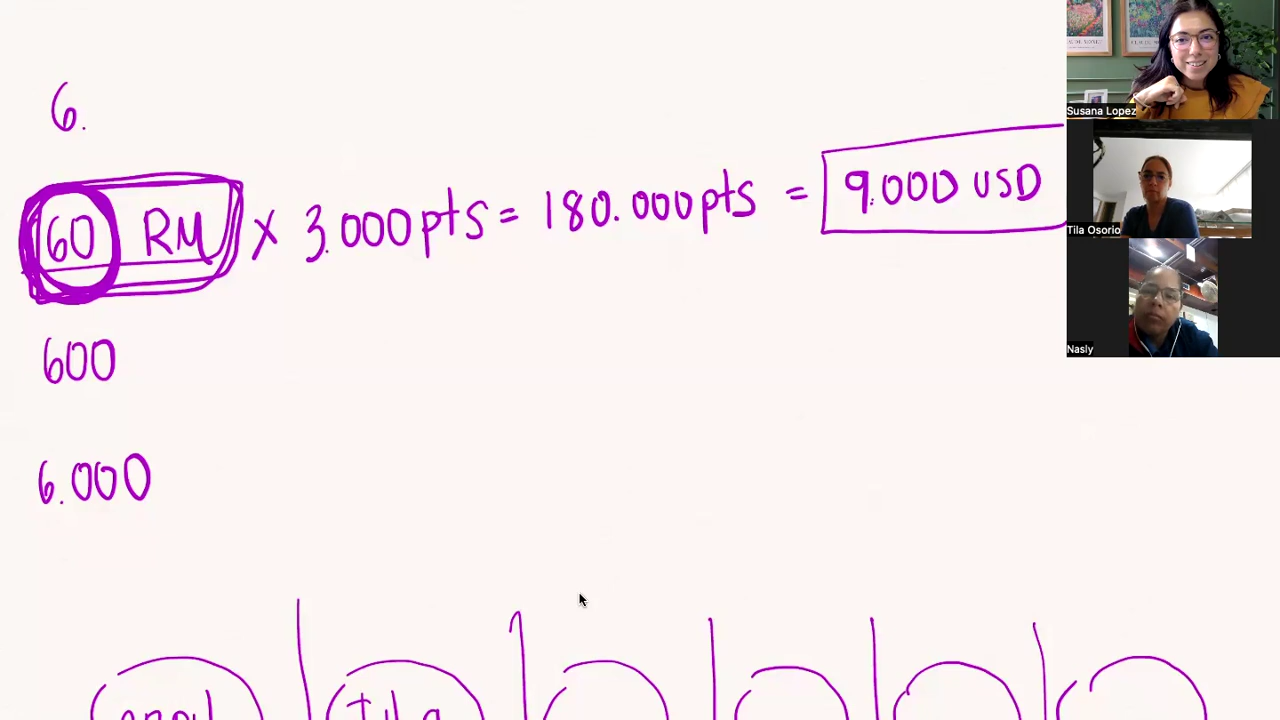 6.
60 RM x 3.000 pts = 180.000 pts = 9.000 USD
600
6.000
Tila
Susana Lopez
Tila Osorio
Nasly